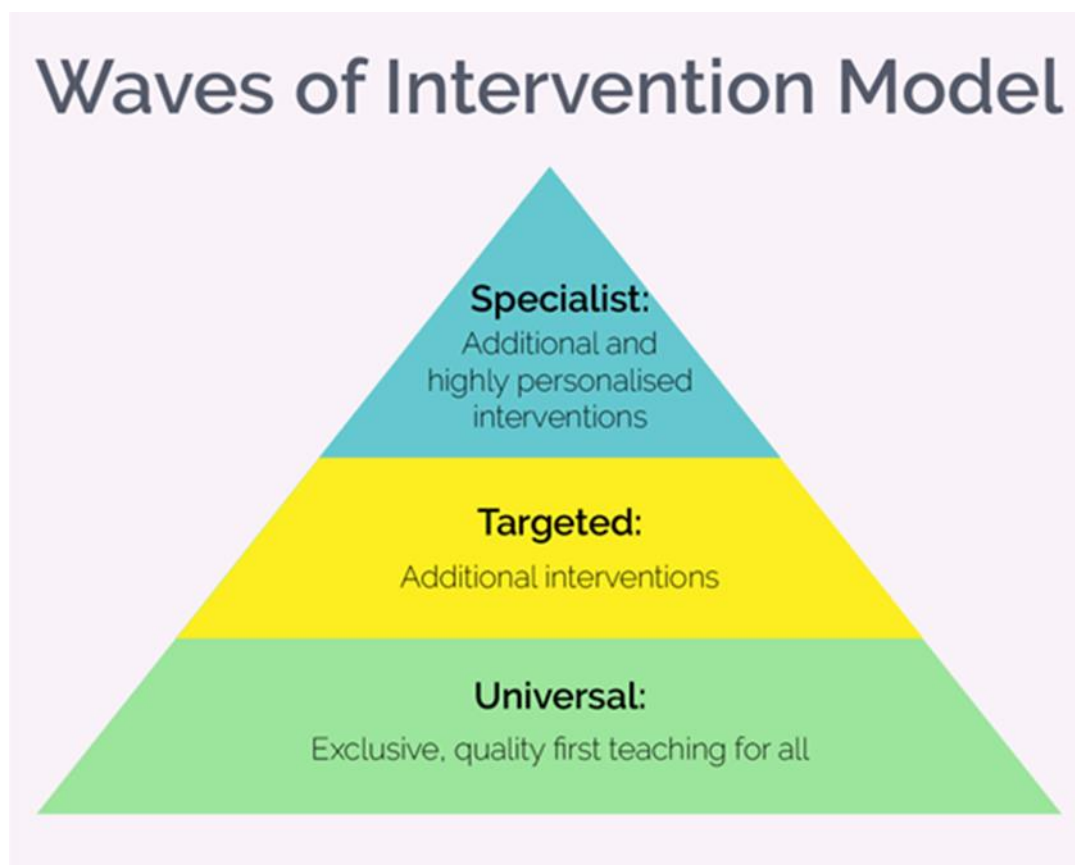 Waves of Intervention Model
Specialist:
Additional and
highly personalised
interventions
Targeted:
Additional interventions
Universal:
Exclusive, quality first teaching for all